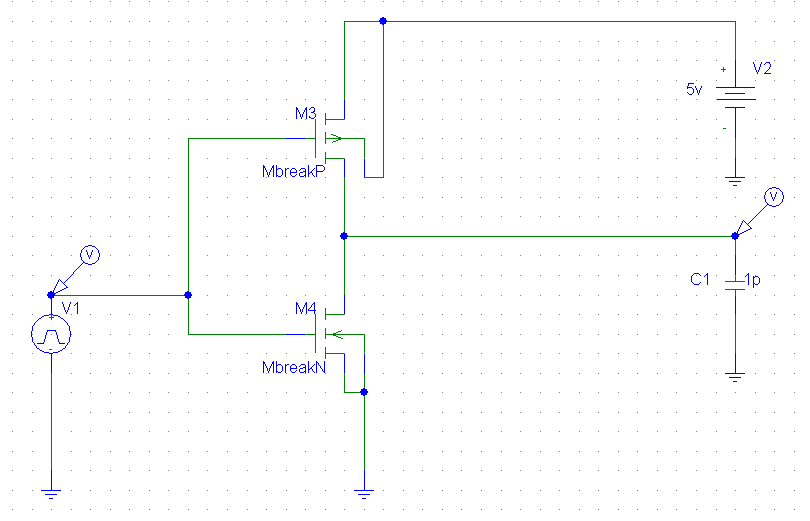 V2
+
5v
-
M3
MbreakP
V
V
V1
+
-
C1 1p
M4
MbreakN